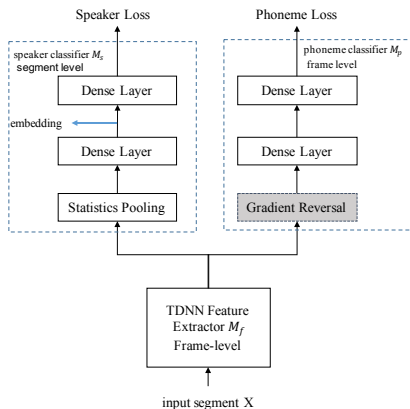 Speaker Loss
Phoneme Loss
speaker classifier Mₛ
segment level
phoneme classifier Mₚ
frame level
Dense Layer
Dense Layer
embedding
Dense Layer
Dense Layer
Statistics Pooling
Gradient Reversal
TDNN Feature
Extractor M_f
Frame-level
input segment X